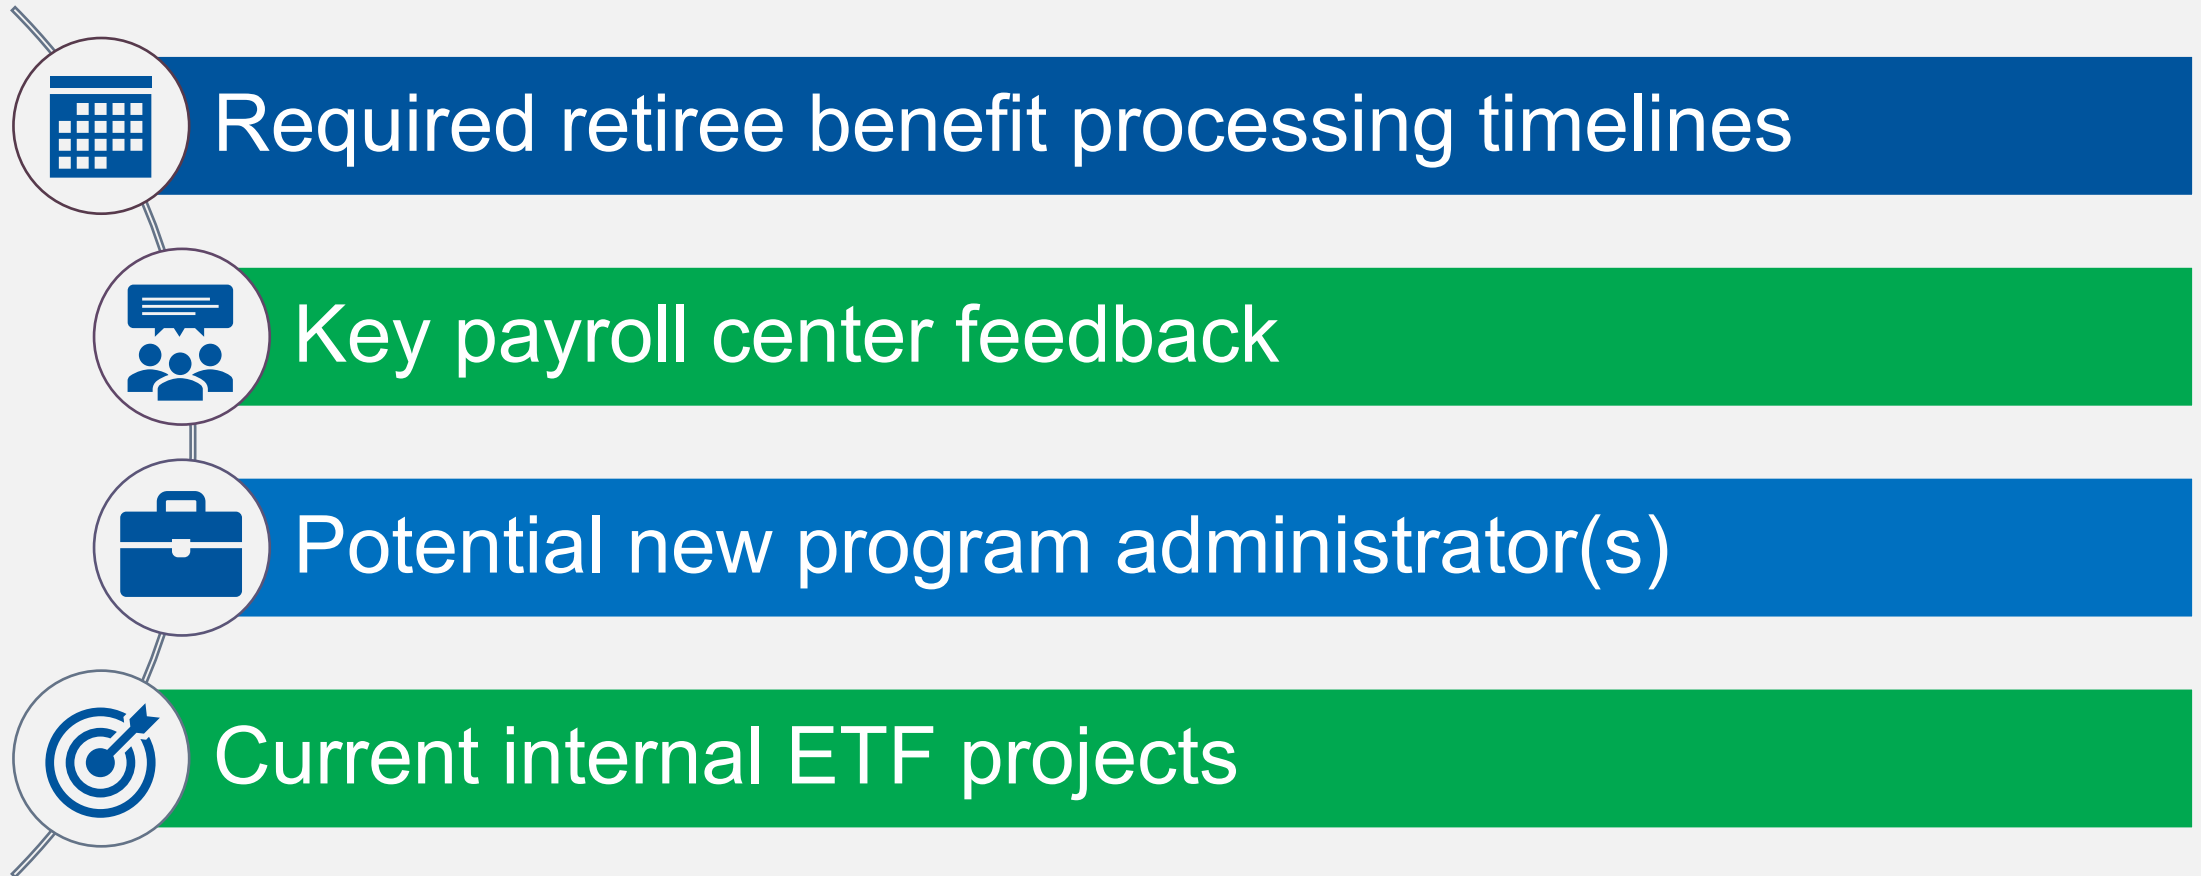 Required retiree benefit processing timelines
Key payroll center feedback
Potential new program administrator(s)
Current internal ETF projects